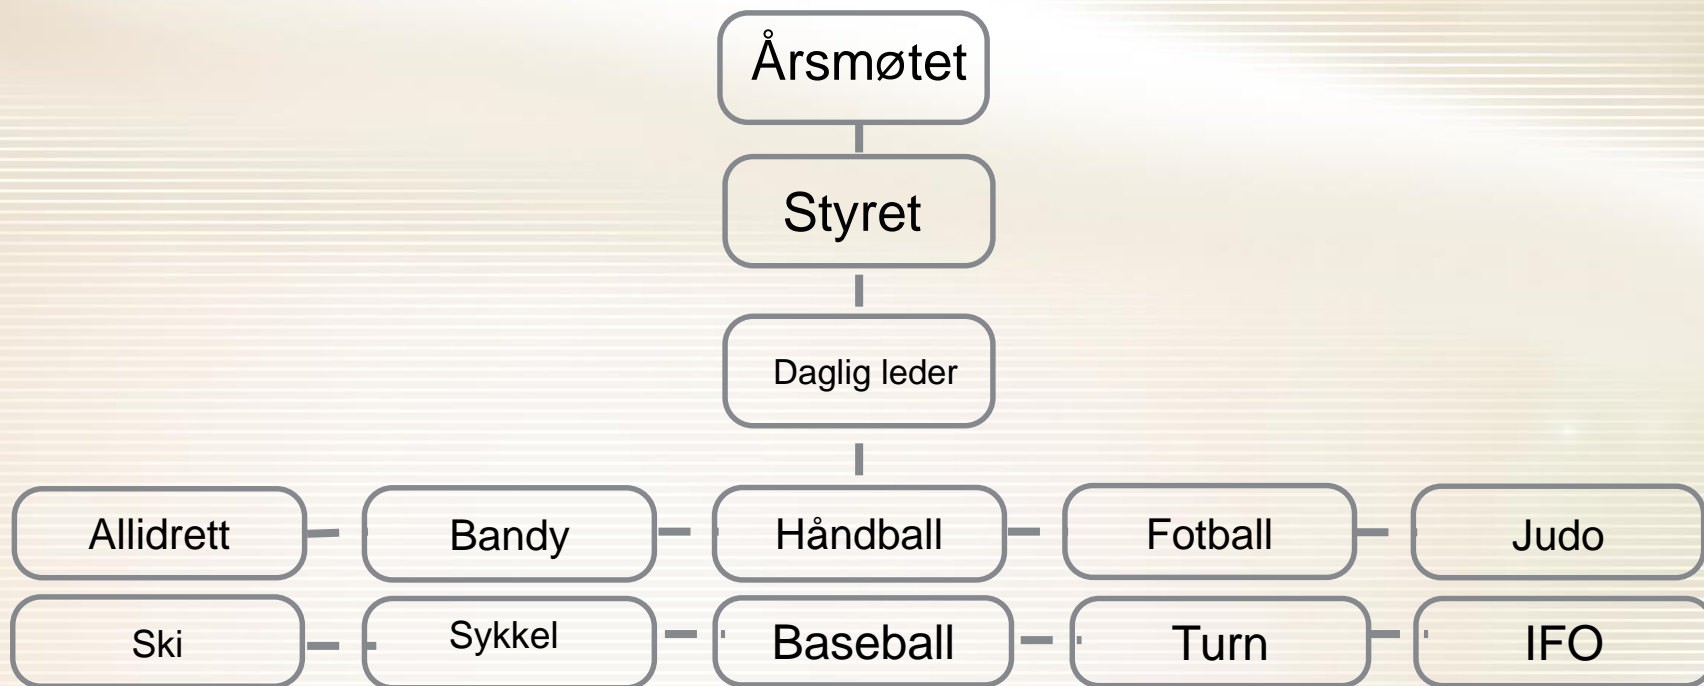 Årsmøtet
Styret
Daglig leder
Allidrett
Bandy
Håndball
Fotball
Judo
Ski
Sykkel
Baseball
Turn
IFO